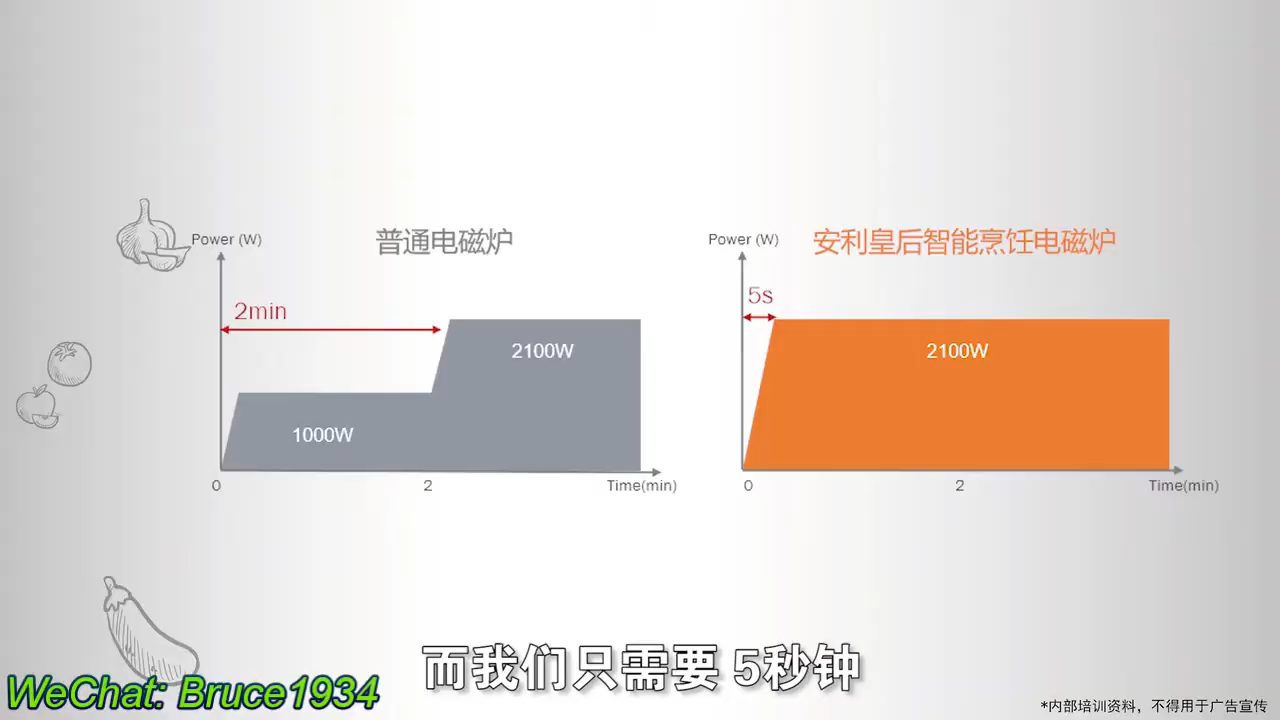 Power (W)
普通电磁炉
2min
2100W
1000W
0
2
Time(min)
Power (W)
安利皇后智能烹饪电磁炉
5s
2100W
0
2
Time(min)
而我们只需要 5秒钟
WeChat: Bruce1934
*内部培训资料，不得用于广告宣传